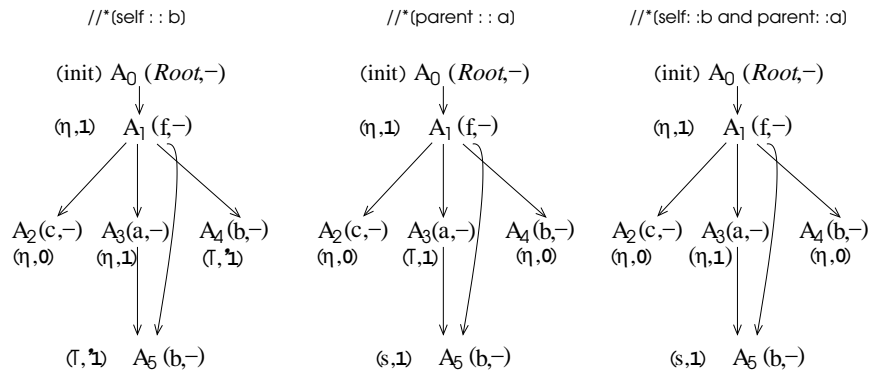 //*[self : : b]
//*[parent : : a]
//*[self: :b and parent: :a]
(init) A0 (Root,−)
(init) A0 (Root,−)
(init) A0 (Root,−)
(η,1) A1 (f,−)
(η,1) A1 (f,−)
(η,1) A1 (f,−)
A2(c,−) A3(a,−) A4(b,−)
A2(c,−) A3(a,−) A4(b,−)
A2(c,−) A3(a,−) A4(b,−)
(η,0) (η,1)
(η,0) (T,1) (η,0)
(η,0) (η,1) (η,0)
A5 (b,−)
(s,1) A5 (b,−)
(s,1) A5 (b,−)